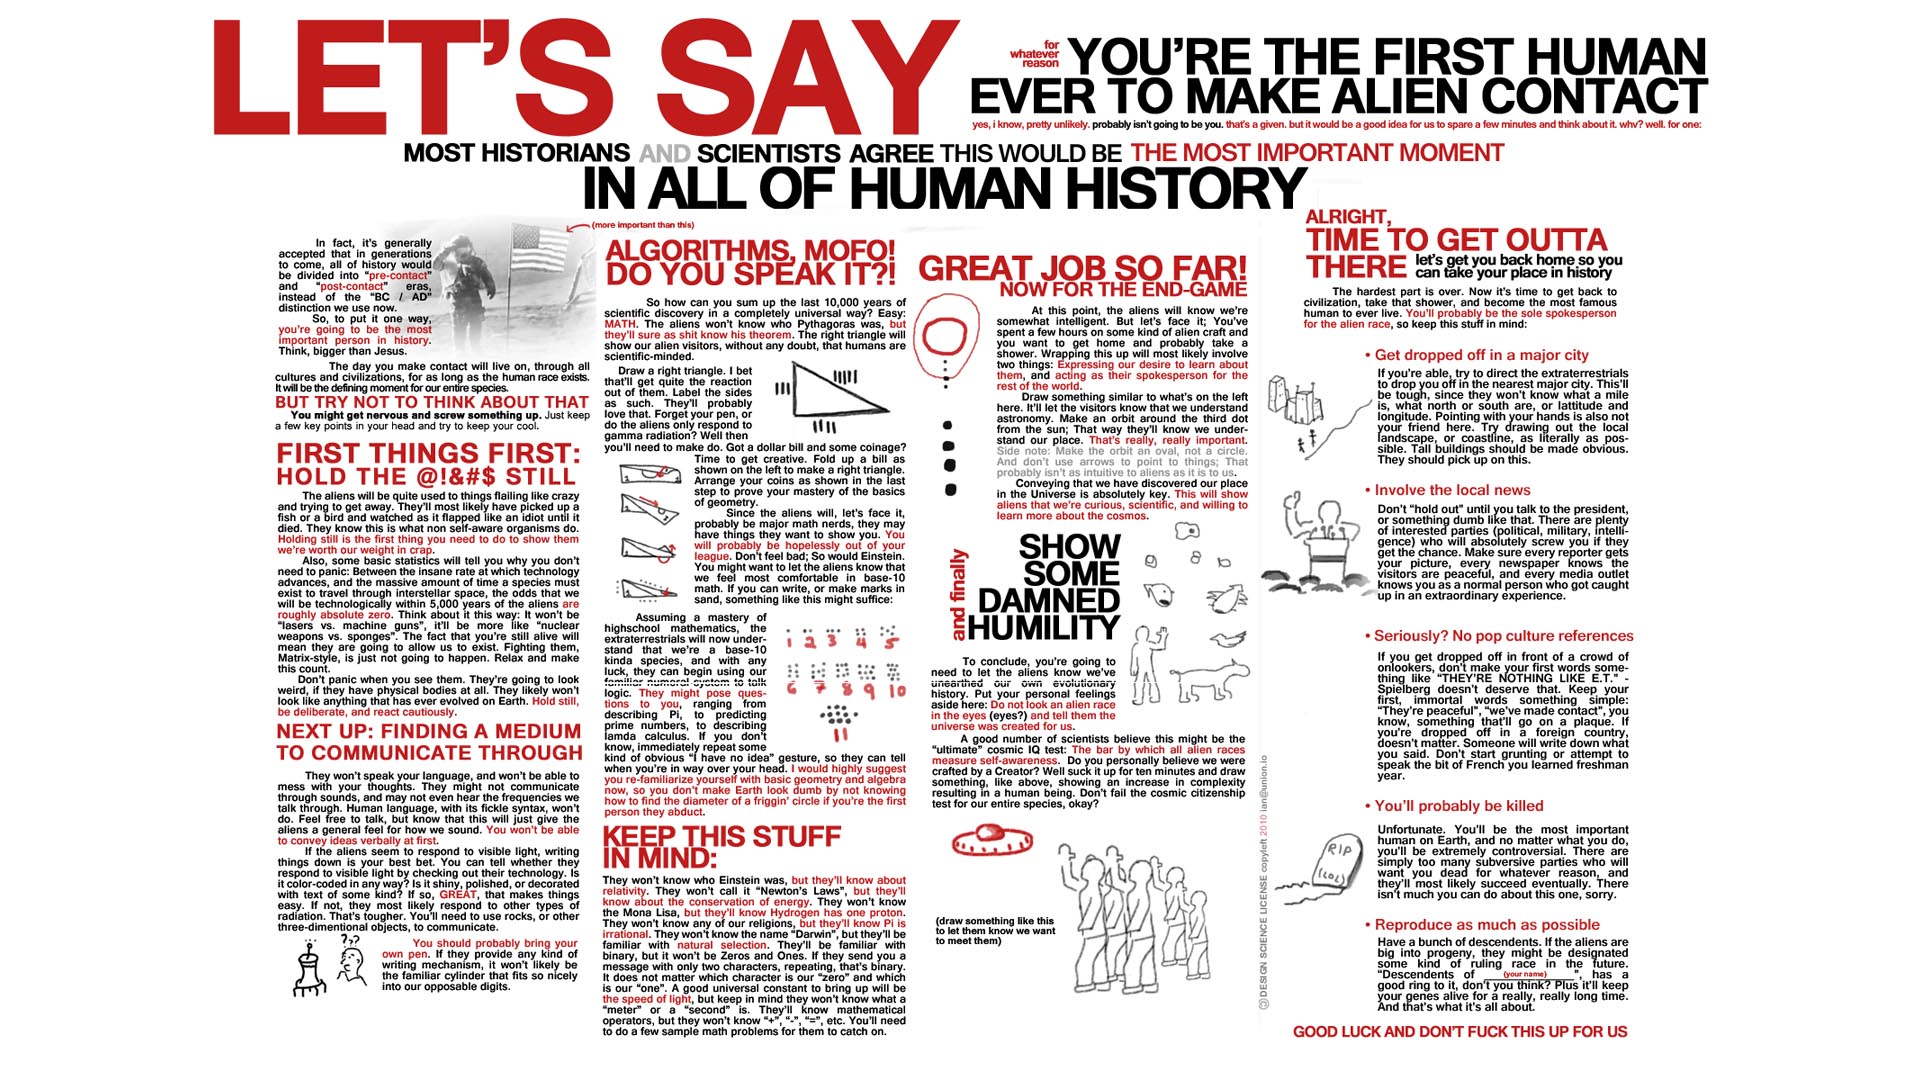 LET'S SAY
for
whatever
reason
YOU'RE THE FIRST HUMAN
EVER TO MAKE ALIEN CONTACT
yes, i know, pretty unlikely. probably isn't going to be you. that's a given. but it would be a good idea for us to spare a few minutes and think about it. why? well. for one:
MOST HISTORIANS AND SCIENTISTS AGREE THIS WOULD BE THE MOST IMPORTANT MOMENT
IN ALL OF HUMAN HISTORY
(more important than this)
In fact, it's generally
accepted that in generations
to come, all of history would
be divided into "pre-contact"
and "post-contact" eras,
instead of the "BC / AD"
distinction we use now.
So, to put it one way,
you're going to be the most
important person in history.
Think, bigger than Jesus.
The day you make contact will live on, through all
cultures and civilizations, for as long as the human race exists.
It will be the defining moment for our entire species.
BUT TRY NOT TO THINK ABOUT THAT
You might get nervous and screw something up. Just keep
a few key points in your head and try to keep your cool.
FIRST THINGS FIRST:
HOLD THE @!&#$ STILL
The aliens will be quite used to things flailing like crazy
and trying to get away. They'll most likely have picked up a
fish or a bird and watched as it flapped like an idiot until it
died. They know this is what non self-aware organisms do.
Holding still is the first thing you need to do to show them
we're worth our weight in crap.
Also, some basic statistics will tell you why you don't
need to panic: Between the insane rate at which technology
advances, and the massive amount of time a species must
exist to travel through interstellar space, the odds that we
will be technologically within 5,000 years of the aliens are
roughly absolute zero. Think about it this way: It won't be
"lasers vs. machine guns", it'll be more like "nuclear
weapons vs. sponges". The fact that you're still alive will
mean they are going to allow us to exist. Fighting them,
Matrix-style, is just not going to happen. Relax and make
this count.
Don't panic when you see them. They're going to look
weird, if they have physical bodies at all. They likely won't
look like anything that has ever evolved on Earth. Hold still,
be deliberate, and react cautiously.
NEXT UP: FINDING A MEDIUM
TO COMMUNICATE THROUGH
They won't speak your language, and won't be able to
mess with your thoughts. They might not communicate
through sounds, and may not even hear the frequencies we
talk through. Human language, with its fickle syntax, won't
do. Feel free to talk, but know that this will just give the
aliens a general feel for how we sound. You won't be able
to convey ideas verbally at first.
If the aliens seem to respond to visible light, writing
things down is your best bet. You can tell whether they
respond to visible light by checking out their technology. Is
it color-coded in any way? Is it shiny, polished, or decorated
with text of some kind? If so, GREAT, that makes things
easy. If not, they most likely respond to other types of
radiation. That's tougher. You'll need to use rocks, or other
three-dimentional objects, to communicate.
???
You should probably bring your
own pen. If they provide any kind of
writing mechanism, it won't likely be
the familiar cylinder that fits so nicely
into our opposable digits.
ALGORITHMS, MOFO!
DO YOU SPEAK IT?!
So how can you sum up the last 10,000 years of
scientific discovery in a completely universal way? Easy:
MATH. The aliens won't know who Pythagoras was, but
they'll sure as shit know his theorem. The right triangle will
show our alien visitors, without any doubt, that humans are
scientific-minded.
Draw a right triangle. I bet
that'll get quite the reaction
out of them. Label the sides
as such. They'll probably
love that. Forget your pen, or
do the aliens only respond to
gamma radiation? Well then
you'll need to make do. Got a dollar bill and some coinage?
Time to get creative. Fold up a bill as
shown on the left to make a right triangle.
Arrange your coins as shown in the last
step to prove your mastery of the basics
of geometry.
Since the aliens will, let's face it,
probably be major math nerds, they may
have things they want to show you. You
will probably be hopelessly out of your
league. Don't feel bad; So would Einstein.
You might want to let the aliens know that
we feel most comfortable in base-10
math. If you can write, or make marks in
sand, something like this might suffice:
Assuming a mastery of
highschool mathematics, the
extraterrestrials will now under-
stand that we're a base-10
kinda species, and with any
luck, they can begin using our
familiar numeral system to talk
logic. They might pose ques-
tions to you, ranging from
describing Pi, to predicting
prime numbers, to describing
lamda calculus. If you don't
know, immediately repeat some
kind of obvious "I have no idea" gesture, so they can tell
when you're in way over your head. I would highly suggest
you re-familiarize yourself with basic geometry and algebra
now, so you don't make Earth look dumb by not knowing
how to find the diameter of a friggin' circle if you're the first
person they abduct.
1 2 3 4 5
6 7 8 9 10
11
KEEP THIS STUFF
IN MIND:
They won't know who Einstein was, but they'll know about
relativity. They won't call it "Newton's Laws", but they'll
know about the conservation of energy. They won't know
the Mona Lisa, but they'll know Hydrogen has one proton.
They won't know any of our religions, but they'll know Pi is
irrational. They won't know the name "Darwin", but they'll be
familiar with natural selection. They'll be familiar with
binary, but it won't be Zeros and Ones. If they send you a
message with only two characters, repeating, that's binary.
It does not matter which character is our "zero" and which
is our "one". A good universal constant to bring up will be
the speed of light, but keep in mind they won't know what a
"meter" or a "second" is. They'll know mathematical
operators, but they won't know "+", "-", "=", etc. You'll need
to do a few sample math problems for them to catch on.
GREAT JOB SO FAR!
NOW FOR THE END-GAME
At this point, the aliens will know we're
somewhat intelligent. But let's face it; You've
spent a few hours on some kind of alien craft and
you want to get home and probably take a
shower. Wrapping this up will most likely involve
two things: Expressing our desire to learn about
them, and acting as their spokesperson for the
rest of the world.
Draw something similar to what's on the left
here. It'll let the visitors know that we understand
astronomy. Make an orbit around the third dot
from the sun; That way they'll know we under-
stand our place. That's really, really important.
Side note: Make the orbit an oval, not a circle.
And don't use arrows to point to things; That
probably isn't as intuitive to aliens as it is to us.
Conveying that we have discovered our place
in the Universe is absolutely key. This will show
aliens that we're curious, scientific, and willing to
learn more about the cosmos.
and finally
SHOW
SOME
DAMNED
HUMILITY
To conclude, you're going to
need to let the aliens know we've
unearthed our own evolutionary
history. Put your personal feelings
aside here: Do not look an alien race
in the eyes (eyes?) and tell them the
universe was created for us.
A good number of scientists believe this might be the
"ultimate" cosmic IQ test: The bar by which all alien races
measure self-awareness. Do you personally believe we were
crafted by a Creator? Well suck it up for ten minutes and draw
something, like above, showing an increase in complexity
resulting in a human being. Don't fail the cosmic citizenship
test for our entire species, okay?
(draw something like this
to let them know we want
to meet them)
DESIGN SCIENCE LICENSE copyleft 2010 ian@union.io
ALRIGHT,
TIME TO GET OUTTA
THERE let's get you back home so you
can take your place in history
The hardest part is over. Now it's time to get back to
civilization, take that shower, and become the most famous
human to ever live. You'll probably be the sole spokesperson
for the alien race, so keep this stuff in mind:
• Get dropped off in a major city
If you're able, try to direct the extraterrestrials
to drop you off in the nearest major city. This'll
be tough, since they won't know what a mile
is, what north or south are, or lattitude and
longitude. Pointing with your hands is also not
your friend here. Try drawing out the local
landscape, or coastline, as literally as pos-
sible. Tall buildings should be made obvious.
They should pick up on this.
• Involve the local news
Don't "hold out" until you talk to the president,
or something dumb like that. There are plenty
of interested parties (political, military, intelli-
gence) who will absolutely screw you if they
get the chance. Make sure every reporter gets
your picture, every newspaper knows the
visitors are peaceful, and every media outlet
knows you as a normal person who got caught
up in an extraordinary experience.
• Seriously? No pop culture references
If you get dropped off in front of a crowd of
onlookers, don't make your first words some-
thing like "THEY'RE NOTHING LIKE E.T." -
Spielberg doesn't deserve that. Keep your
first, immortal words something simple:
"They're peaceful", "we've made contact", you
know, something that'll go on a plaque. If
you're dropped off in a foreign country,
doesn't matter. Someone will write down what
you said. Don't start grunting or attempt to
speak the bit of French you learned freshman
year.
• You'll probably be killed
RIP
(LOL)
Unfortunate. You'll be the most important
human on Earth, and no matter what you do,
you'll be extremely controversial. There are
simply too many subversive parties who will
want you dead for whatever reason, and
they'll most likely succeed eventually. There
isn't much you can do about this one, sorry.
• Reproduce as much as possible
Have a bunch of descendents. If the aliens are
big into progeny, they might be designated
some kind of ruling race in the future.
"Descendents of (your name)", has a
good ring to it, don't you think? Plus it'll keep
your genes alive for a really, really long time.
And that's what it's all about.
GOOD LUCK AND DON'T FUCK THIS UP FOR US